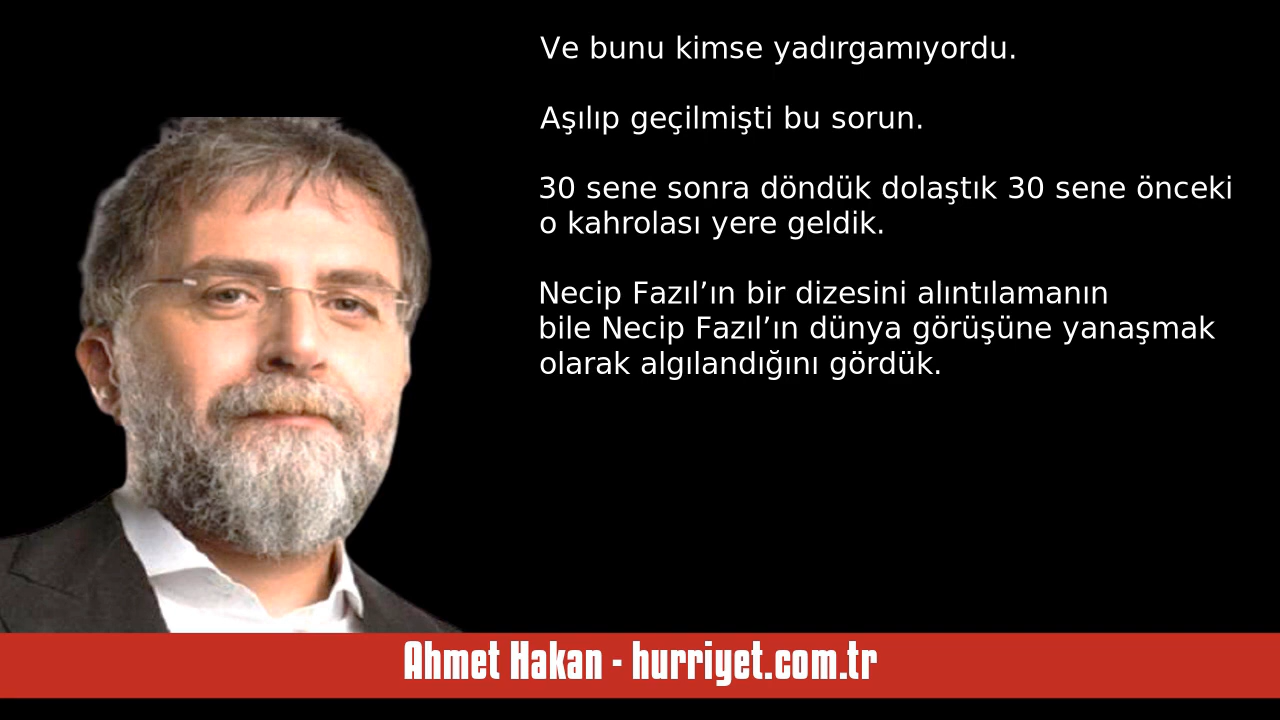 Ve bunu kimse yadırgamıyordu.
Aşılıp geçilmişti bu sorun.
30 sene sonra döndük dolaştık 30 sene önceki
o kahrolası yere geldik.
Necip Fazıl’ın bir dizesini alıntılamanın
bile Necip Fazıl’ın dünya görüşüne yanaşmak
olarak algılandığını gördük.
Ahmet Hakan - hurriyet.com.tr